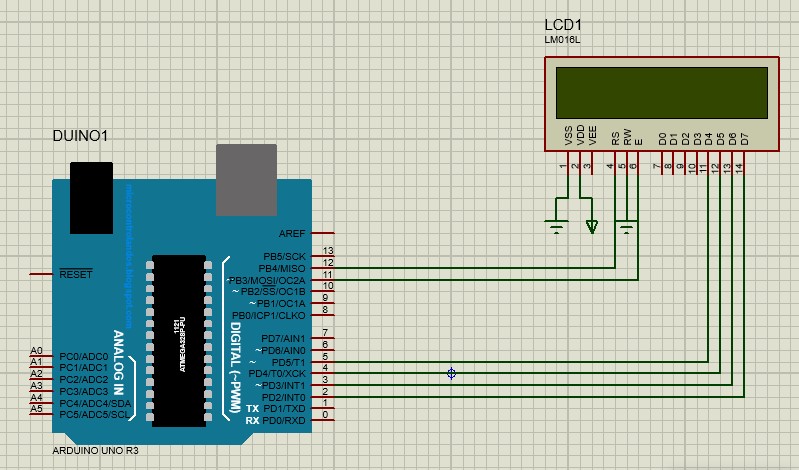 LCD1
LM016L
VSS
VDD
VEE
RS
RW
E
D0
D1
D2
D3
D4
D5
D6
D7
1
2
3
4
5
6
7
8
9
10
11
12
13
14
DUINO1
AREF
PB5/SCK 13
PB4/MISO 12
RESET
PB3/MOSI/OC2A 11
~ PB2/SS/OC1B 10
~ PB1/OC1A 9
PB0/ICP1/CLKO 8
1121
ATMEGA328P-PU
ANALOG IN
DIGITAL (~PWM)
PD7/AIN1 7
~ PD6/AIN0 6
~ PD5/T1 5
PD4/T0/XCK 4
~ PD3/INT1 3
PD2/INT0 2
TX PD1/TXD 1
RX PD0/RXD 0
A0 PC0/ADC0
A1 PC1/ADC1
A2 PC2/ADC2
A3 PC3/ADC3
A4 PC4/ADC4/SDA
A5 PC5/ADC5/SCL
ARDUINO UNO R3